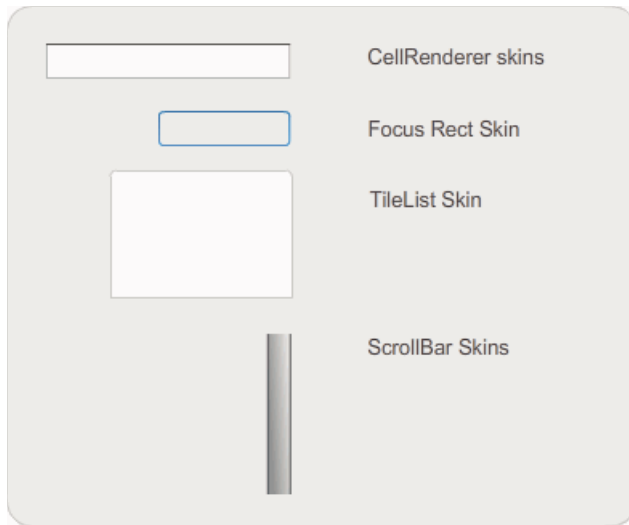 CellRenderer skins
Focus Rect Skin
TileList Skin
ScrollBar Skins